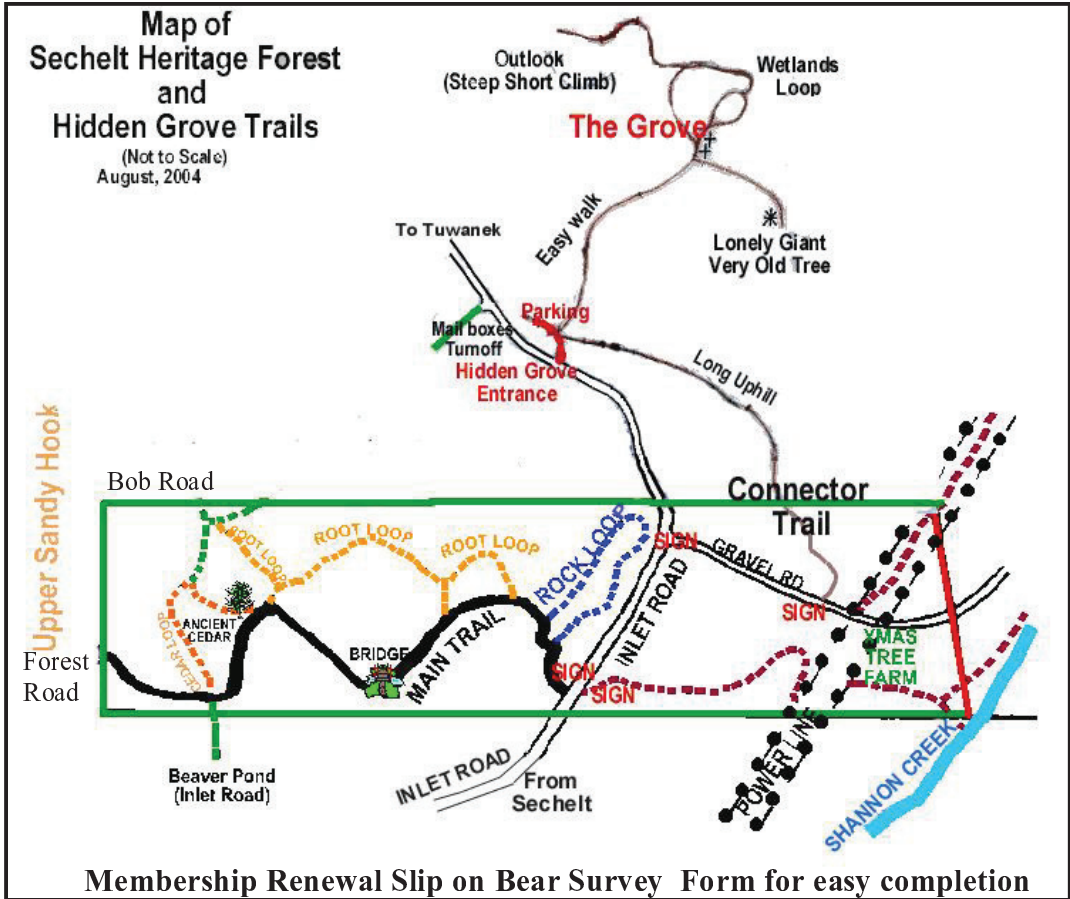 Map of
Sechelt Heritage Forest
and
Hidden Grove Trails
(Not to Scale)
August, 2004
Outlook
(Steep Short Climb)
Wetlands
Loop
The Grove
Easy walk
To Tuwanek
Lonely Giant
Very Old Tree
Parking
Mail boxes
Turnoff
Hidden Grove
Entrance
Long Uphill
Upper Sandy Hook
Bob Road
Connector
Trail
ROOT LOOP
ROOT LOOP
ROOT LOOP
ROCK LOOP
SIGN
GRAVEL RD
SIGN
ANCIENT
CEDAR
CEDAR LOOP
BRIDGE
MAIN TRAIL
INLET ROAD
XMAS
TREE
FARM
Forest
Road
SIGN
SIGN
Beaver Pond
(Inlet Road)
INLET ROAD
From
Sechelt
POWER LINE
SHANNON CREEK
Membership Renewal Slip on Bear Survey Form for easy completion